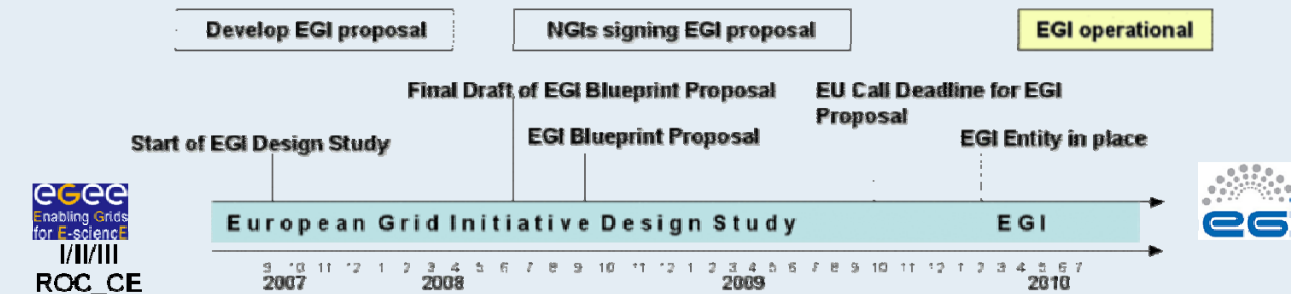 Develop EGI proposal
NGIs signing EGI proposal
EGI operational
Final Draft of EGI Blueprint Proposal
EU Call Deadline for EGI
Proposal
Start of EGI Design Study
EGI Blueprint Proposal
EGI Entity in place
eGee
Enabling Grids
for E-sciencE
I/II/III
ROC_CE
European Grid Initiative Design Study
EGI
9 10 11 12 1 2 3 4 5 6 7 8 9 10 11 12 1 2 3 4 5 6 7 8 9 10 11 12 1 2 3 4 5 6 7
2007 2008 2009 2010